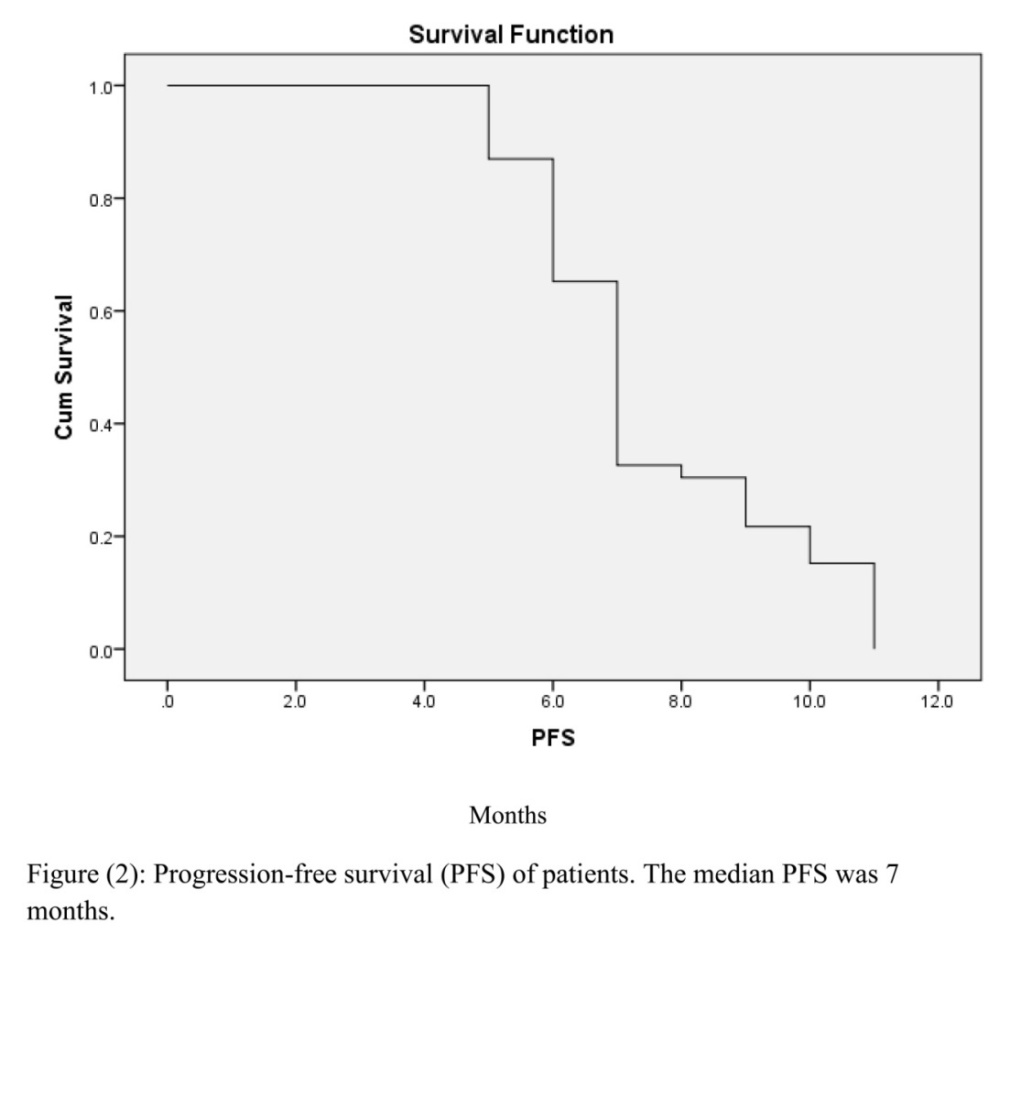 Survival Function
1.0
0.8
0.6
0.4
0.2
0.0
Cum Survival
.0 2.0 4.0 6.0 8.0 10.0 12.0
PFS
Months
Figure (2): Progression-free survival (PFS) of patients. The median PFS was 7
months.